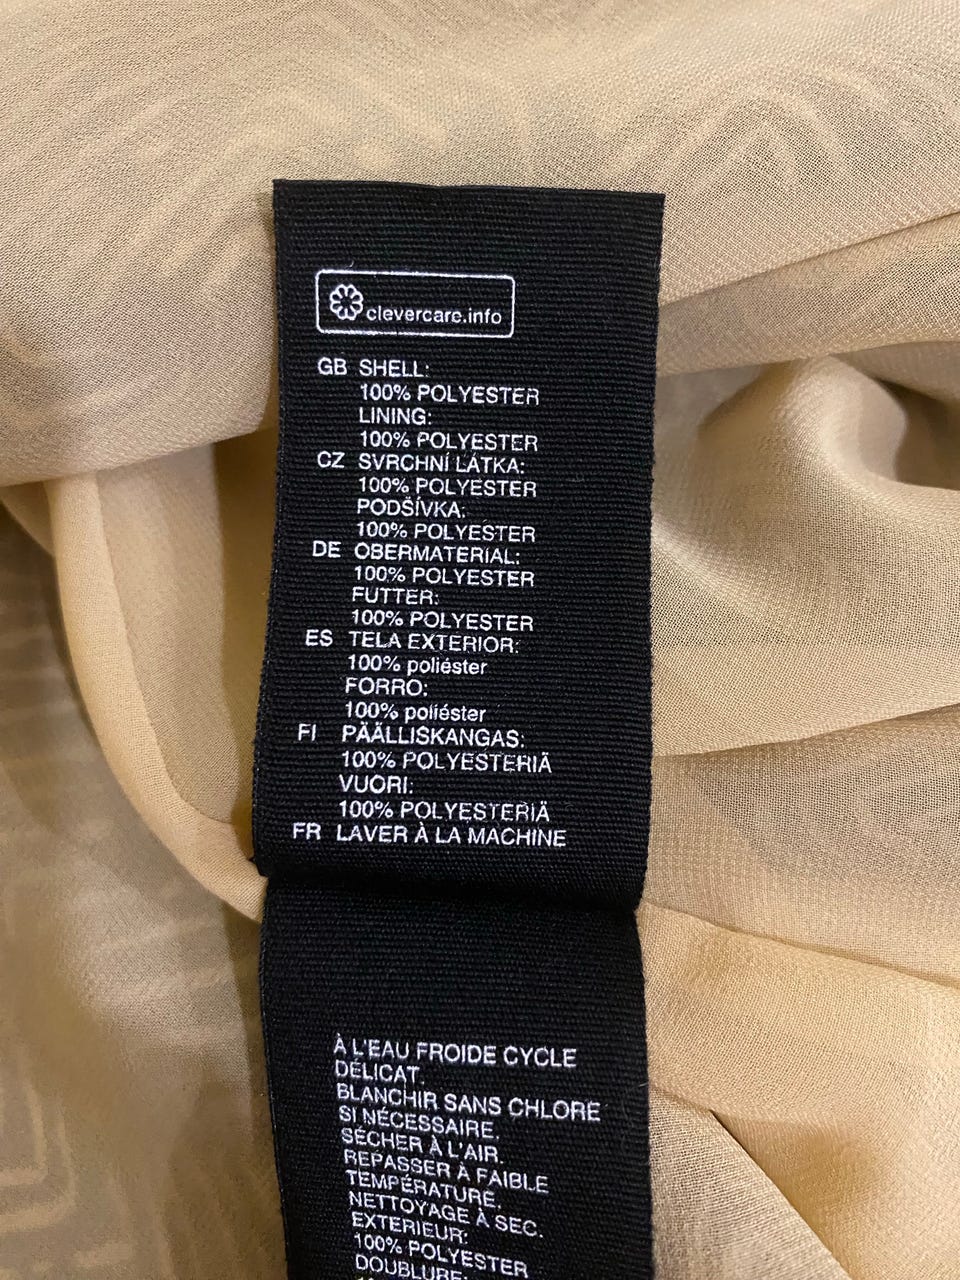 clevercare.info
GB SHELL:
100% POLYESTER
LINING:
100% POLYESTER
CZ SVRCHNÍ LÁTKA:
100% POLYESTER
PODŠÍVKA:
100% POLYESTER
DE OBERMATERIAL:
100% POLYESTER
FUTTER:
100% POLYESTER
ES TELA EXTERIOR:
100% poliéster
FORRO:
100% poliéster
FI PÄÄLLISKANGAS:
100% POLYESTERIÄ
VUORI:
100% POLYESTERIÄ
FR LAVER À LA MACHINE
À L'EAU FROIDE CYCLE
DÉLICAT.
BLANCHIR SANS CHLORE
SI NÉCESSAIRE.
SÉCHER À L'AIR.
REPASSER À FAIBLE
TEMPÉRATURE.
NETTOYAGE À SEC.
EXTERIEUR:
100% POLYESTER
DOUBLURE: